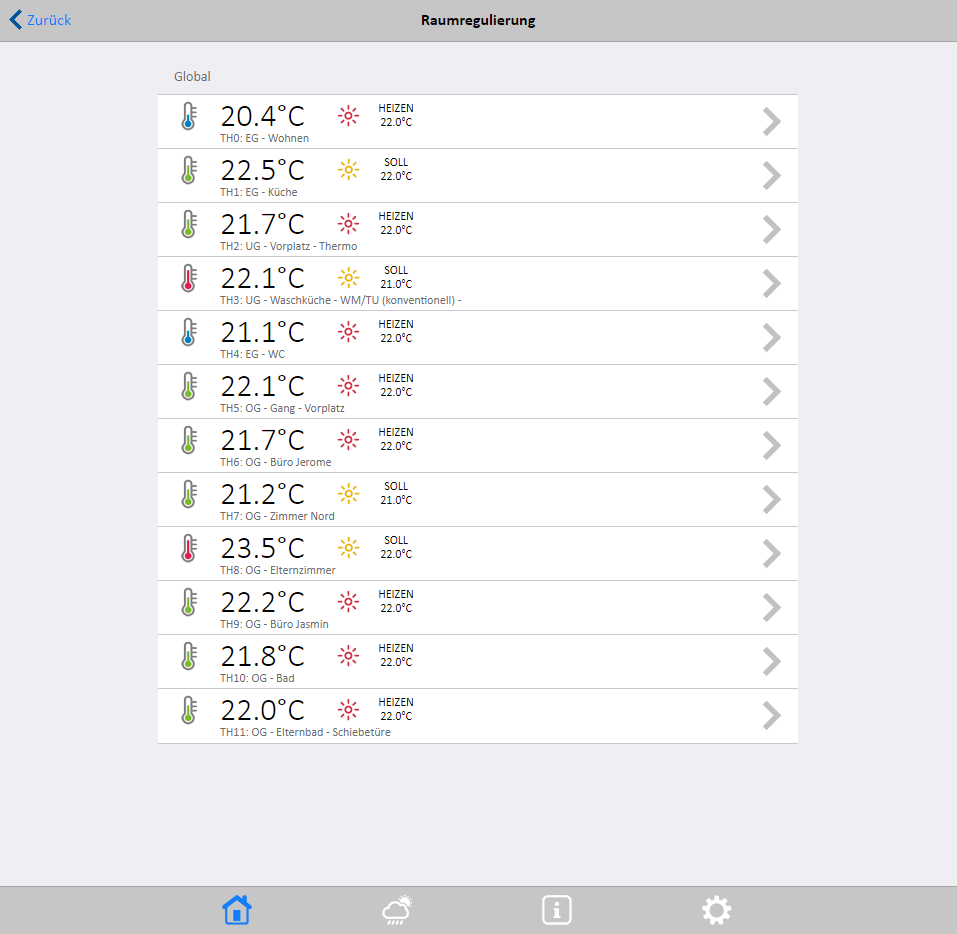 Zurück
Raumregulierung
Global
20.4°C
HEIZEN
22.0°C
TH0: EG - Wohnen
22.5°C
SOLL
22.0°C
TH1: EG - Küche
21.7°C
HEIZEN
22.0°C
TH2: UG - Vorplatz - Thermo
22.1°C
SOLL
21.0°C
TH3: UG - Waschküche - WM/TU (konventionell) -
21.1°C
HEIZEN
22.0°C
TH4: EG - WC
22.1°C
HEIZEN
22.0°C
TH5: OG - Gang - Vorplatz
21.7°C
HEIZEN
22.0°C
TH6: OG - Büro Jerome
21.2°C
SOLL
21.0°C
TH7: OG - Zimmer Nord
23.5°C
SOLL
22.0°C
TH8: OG - Elternzimmer
22.2°C
HEIZEN
22.0°C
TH9: OG - Büro Jasmin
21.8°C
HEIZEN
22.0°C
TH10: OG - Bad
22.0°C
HEIZEN
22.0°C
TH11: OG - Elternbad - Schiebetüre